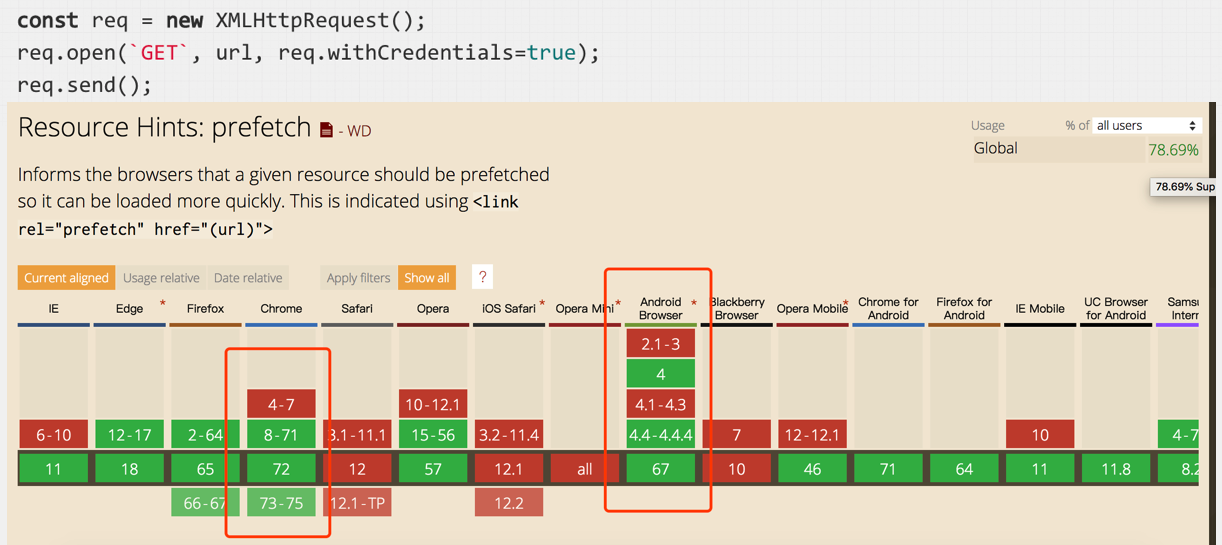 const req = new XMLHttpRequest();
req.open(`GET`, url, req.withCredentials=true);
req.send();
Resource Hints: prefetch - WD
Usage % of all users
Global 78.69%
78.69% Sup
Informs the browsers that a given resource should be prefetched
so it can be loaded more quickly. This is indicated using <link
rel="prefetch" href="(url)">
Current aligned Usage relative Date relative Apply filters Show all ?
IE Edge * Firefox Chrome Safari Opera iOS Safari * Opera Mini * Android Browser * Blackberry Browser Opera Mobile * Chrome for Android Firefox for Android IE Mobile UC Browser for Android Samsu Intern
2.1-3
4
4-7 10-12.1 4.1-4.3
6-10 12-17 2-64 8-71 3.1-11.1 15-56 3.2-11.4 4.4-4.4.4 7 12-12.1 10 4-7
11 18 65 72 12 57 12.1 all 67 10 46 71 64 11 11.8 8.2
66-67 73-75 12.1-TP 12.2